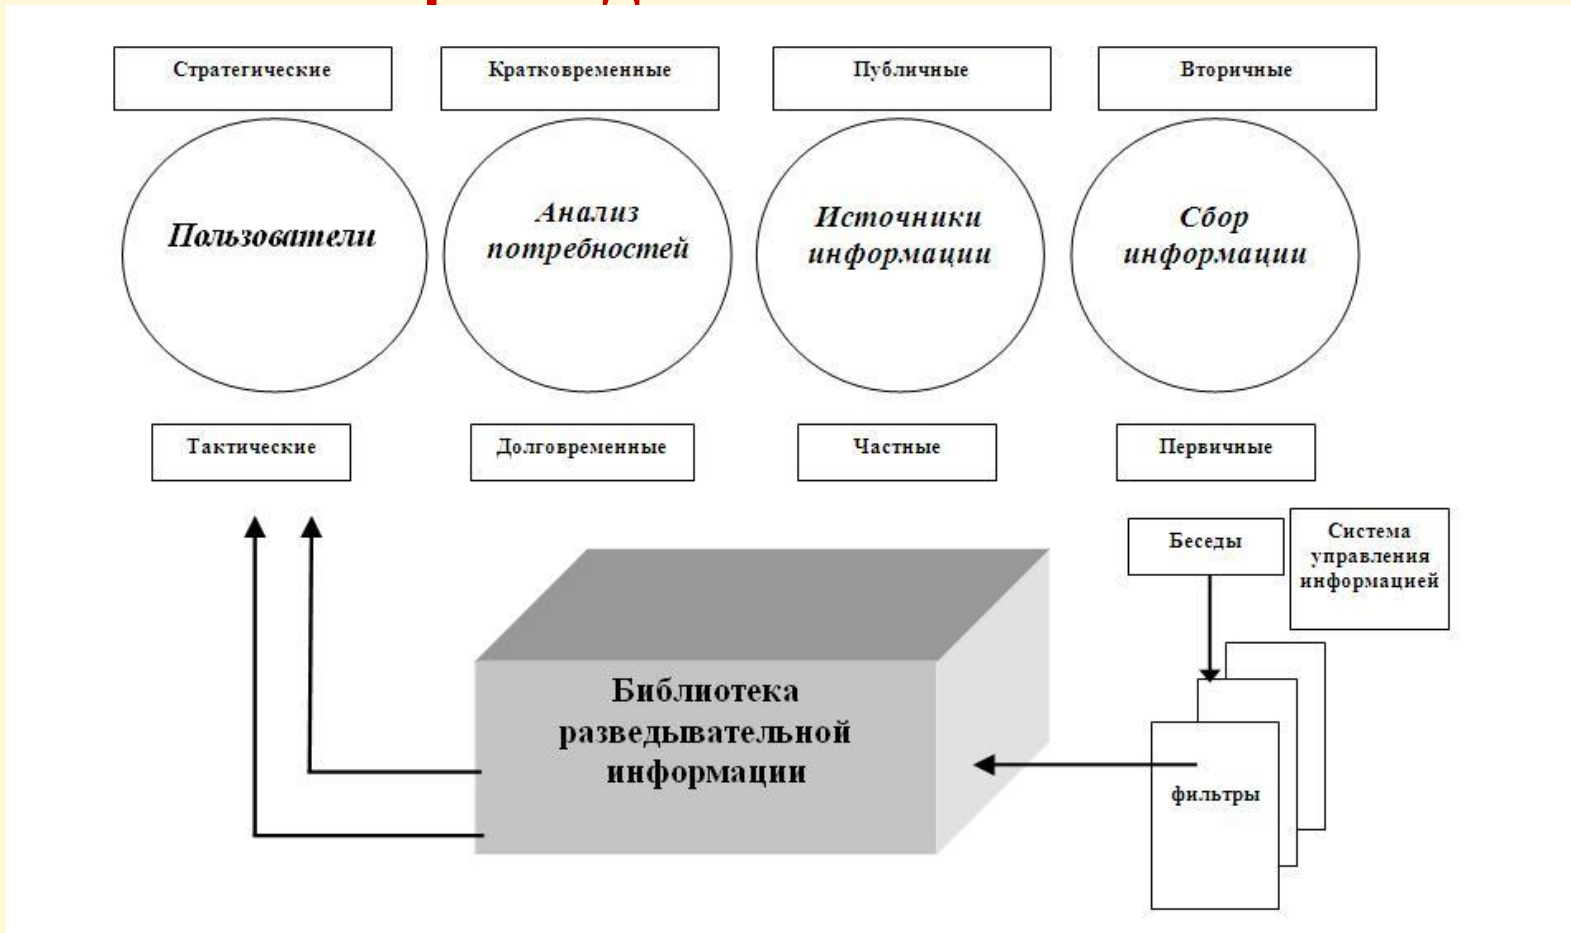 Стратегические
Кратковременные
Публичные
Вторичные
Пользователи
Анализ
потребностей
Источники
информации
Сбор
информации
Тактические
Долговременные
Частные
Первичные
Беседы
Система
управления
информацией
Библиотека
разведывательной
информации
фильтры